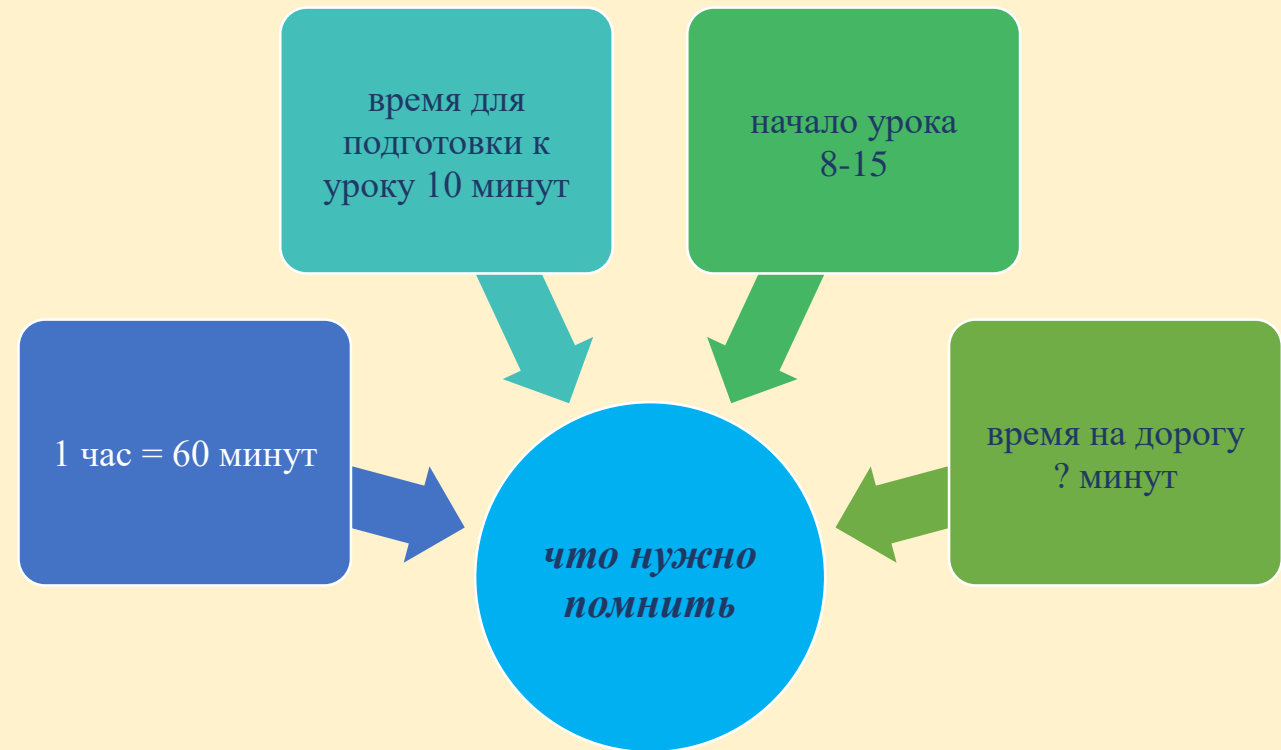 время для
подготовки к
уроку 10 минут
начало урока
8-15
1 час = 60 минут
время на дорогу
? минут
что нужно
помнить